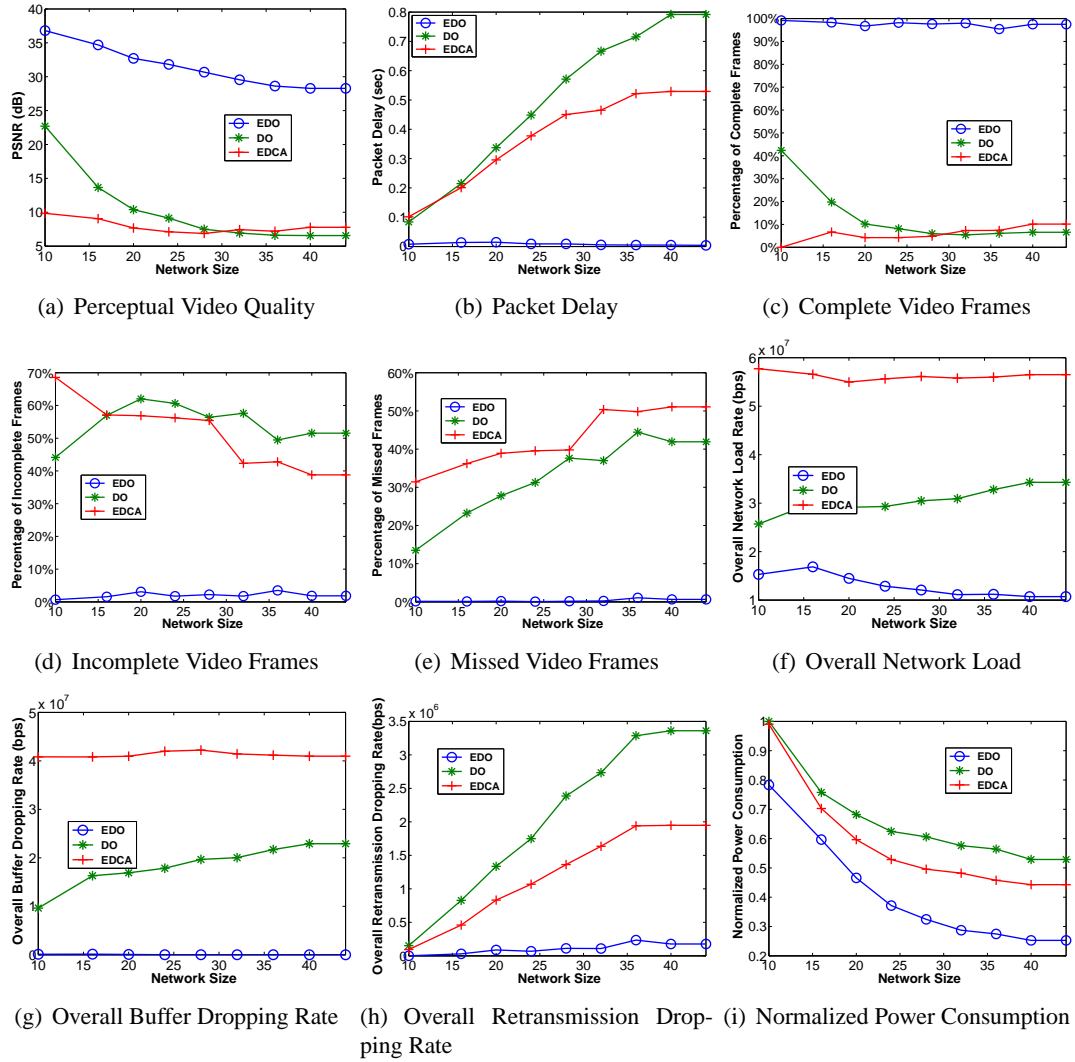 40
35
30
25
20
15
10
5
PSNR (dB)
EDO
DO
EDCA
10 15 20 25 30 35 40
Network Size
(a) Perceptual Video Quality
0.8
0.7
0.6
0.5
0.4
0.3
0.2
0.1
0
Packet Delay (sec)
EDO
DO
EDCA
10 15 20 25 30 35 40
Network Size
(b) Packet Delay
100%
90%
80%
70%
60%
50%
40%
30%
20%
10%
0%
Percentage of Complete Frames
EDO
DO
EDCA
10 15 20 25 30 35 40
Network Size
(c) Complete Video Frames
70%
60%
50%
40%
30%
20%
10%
0%
Percentage of Incomplete Frames
EDO
DO
EDCA
10 15 20 25 30 35 40
Network Size
(d) Incomplete Video Frames
60%
50%
40%
30%
20%
10%
0%
Percentage of Missed Frames
EDO
DO
EDCA
10 15 20 25 30 35 40
Network Size
(e) Missed Video Frames
x 10^7
6
5
4
3
2
1
Overall Network Load Rate (bps)
EDO
DO
EDCA
10 15 20 25 30 35 40
Network Size
(f) Overall Network Load
x 10^7
5
4
3
2
1
0
Overall Buffer Dropping Rate (bps)
EDO
DO
EDCA
10 15 20 25 30 35 40
Network Size
(g) Overall Buffer Dropping Rate
x 10^6
3.5
3
2.5
2
1.5
1
0.5
0
Overall Retransmission Dropping Rate(bps)
EDO
DO
EDCA
10 15 20 25 30 35 40
Network Size
(h) Overall Retransmission Drop-
ping Rate
1
0.9
0.8
0.7
0.6
0.5
0.4
0.3
0.2
Normalized Power Consumption
EDO
DO
EDCA
10 15 20 25 30 35 40
Network Size
(i) Normalized Power Consumption